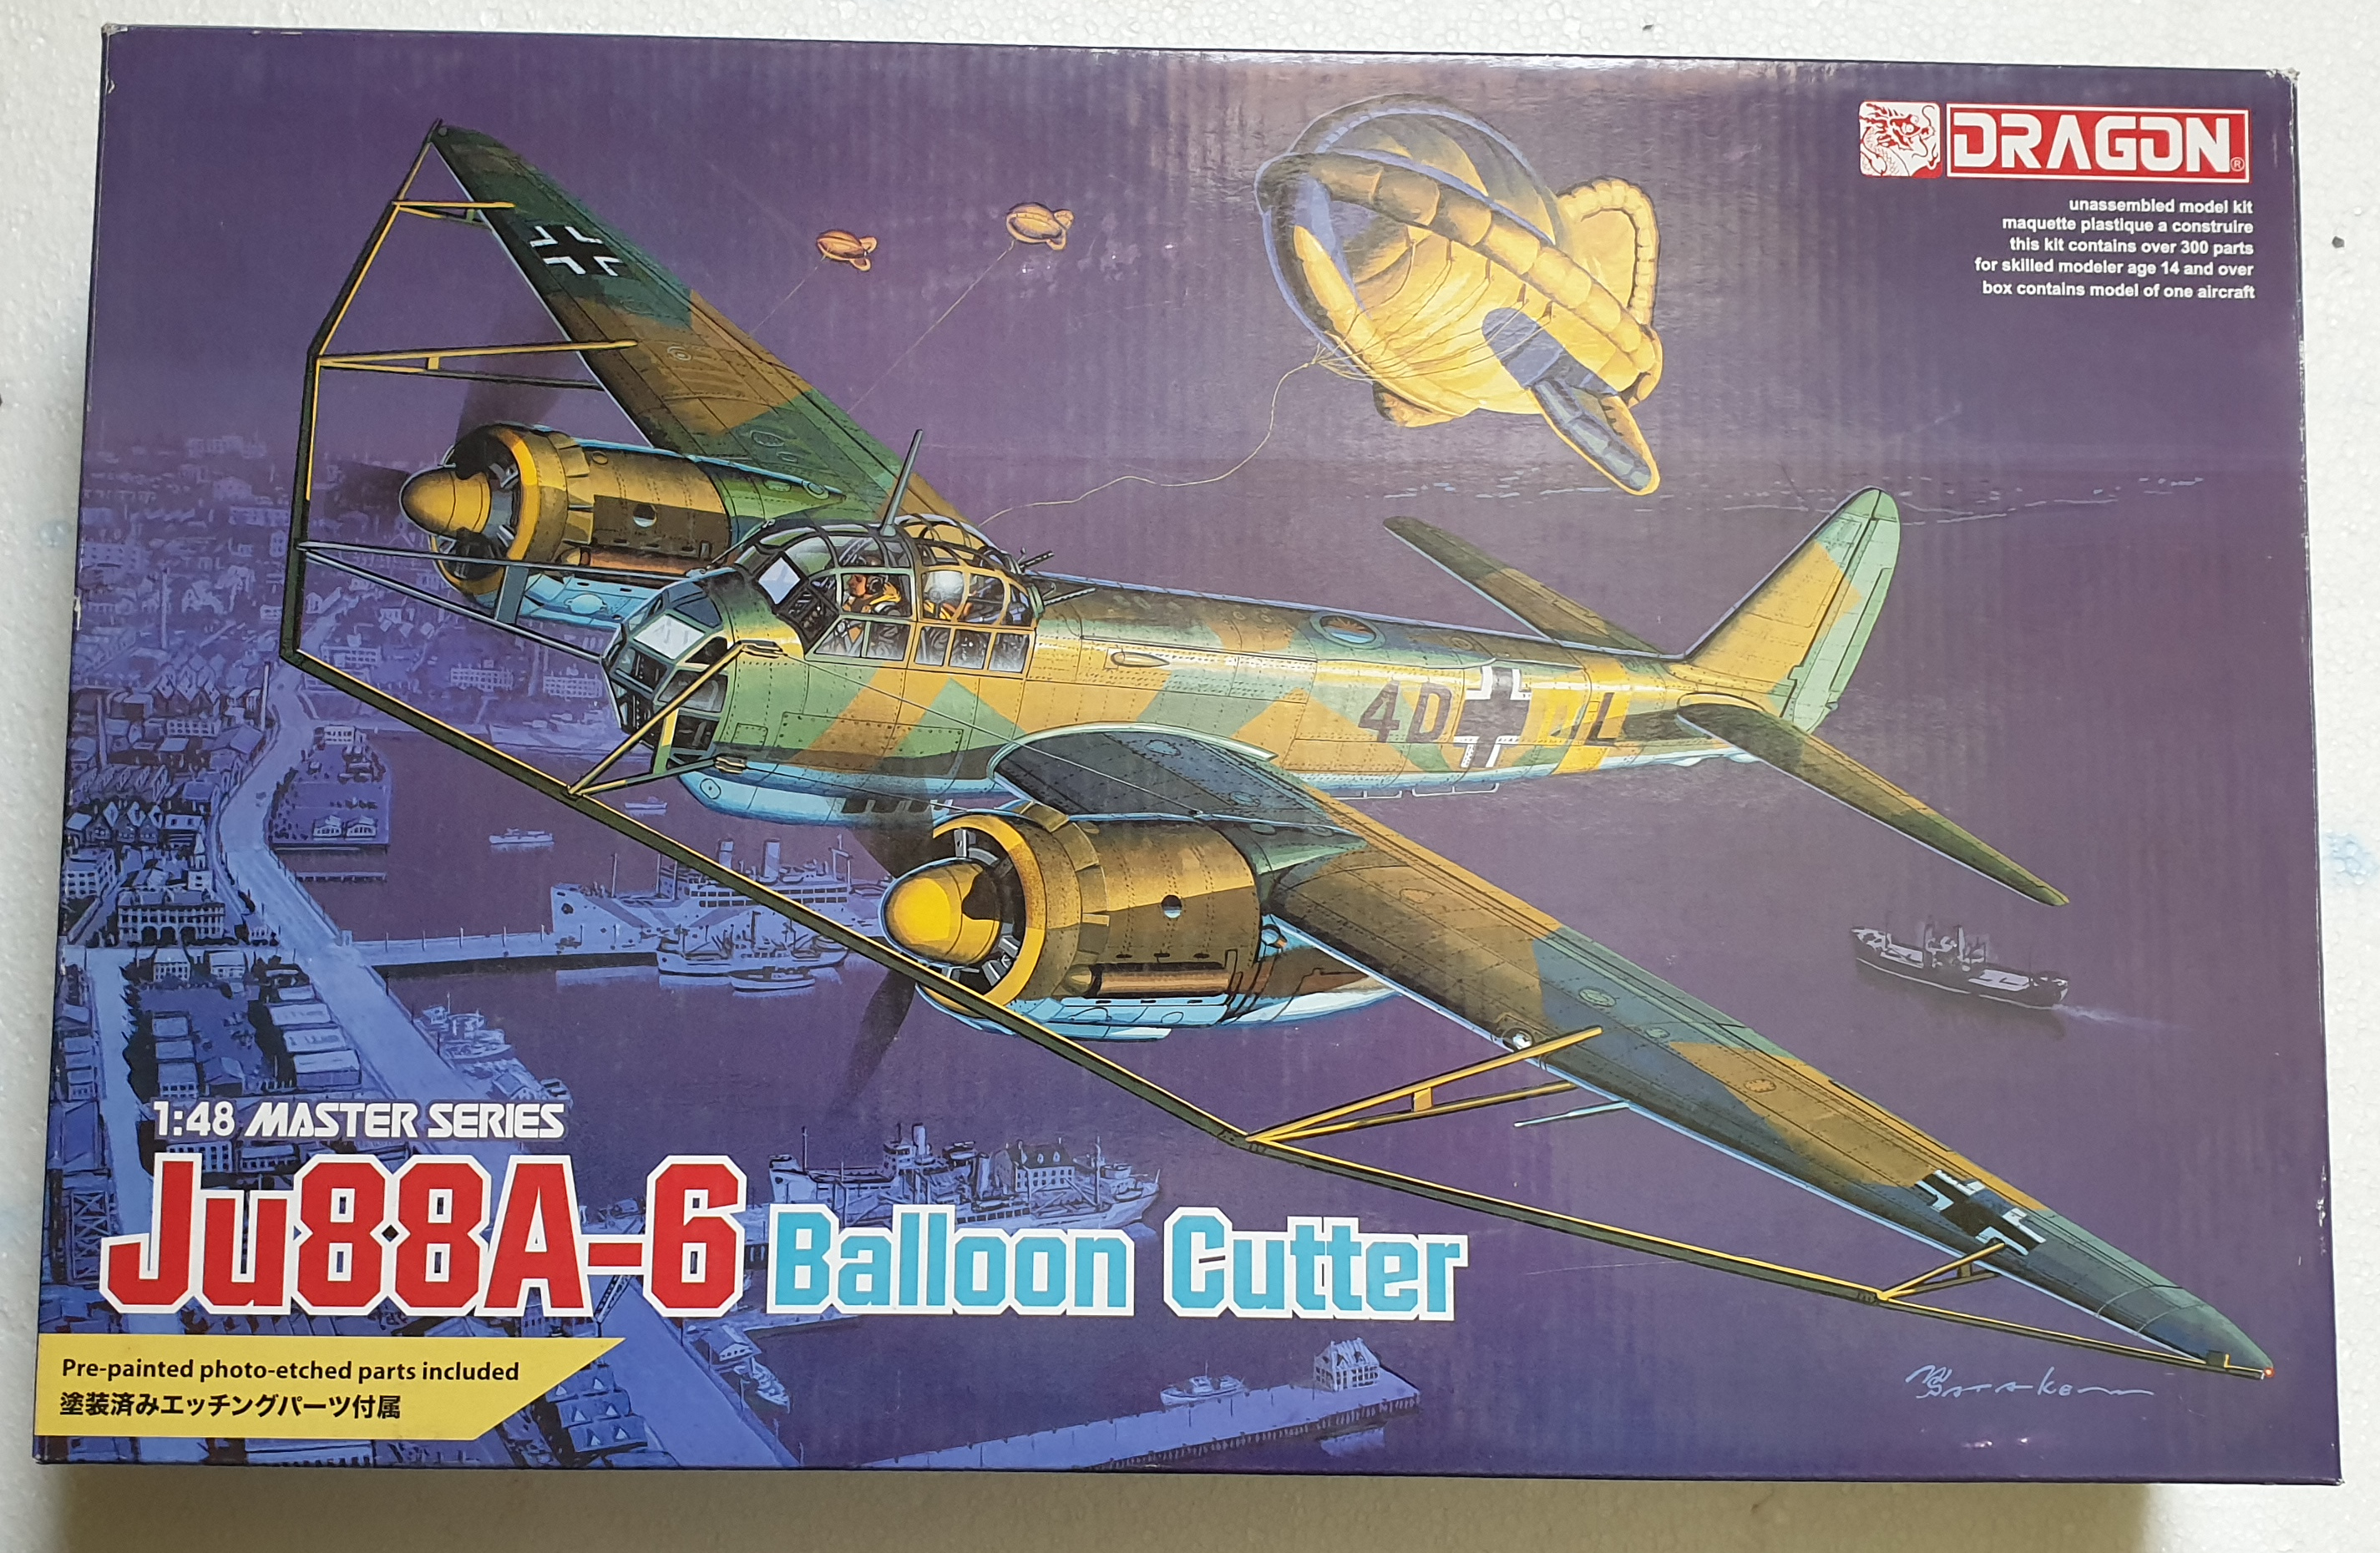 DRAGON®
unassembled model kit
maquette plastique a construire
this kit contains over 300 parts
for skilled modeler age 14 and over
box contains model of one aircraft
4D L
1:48 MASTER SERIES
Ju88A-6 Balloon Cutter
Pre-painted photo-etched parts included
塗装済みエッチングパーツ付属